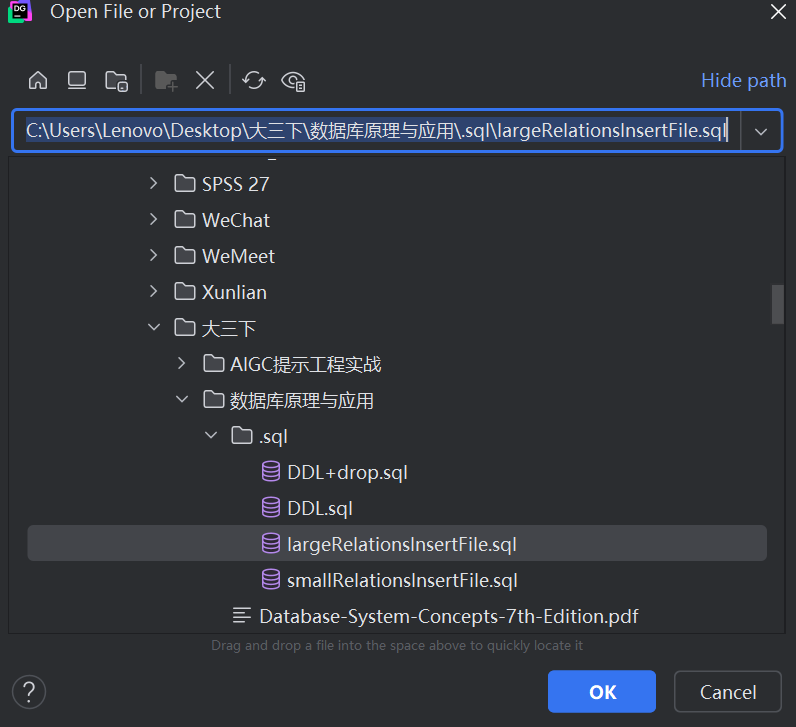 DG
Open File or Project
Hide path
C:\Users\Lenovo\Desktop\大三下\数据库原理与应用\.sql\largeRelationsInsertFile.sql
SPSS 27
WeChat
WeMeet
Xunlian
大三下
AIGC提示工程实战
数据库原理与应用
.sql
DDL+drop.sql
DDL.sql
largeRelationsInsertFile.sql
smallRelationsInsertFile.sql
Database-System-Concepts-7th-Edition.pdf
Drag and drop a file into the space above to quickly locate it
?
OK
Cancel